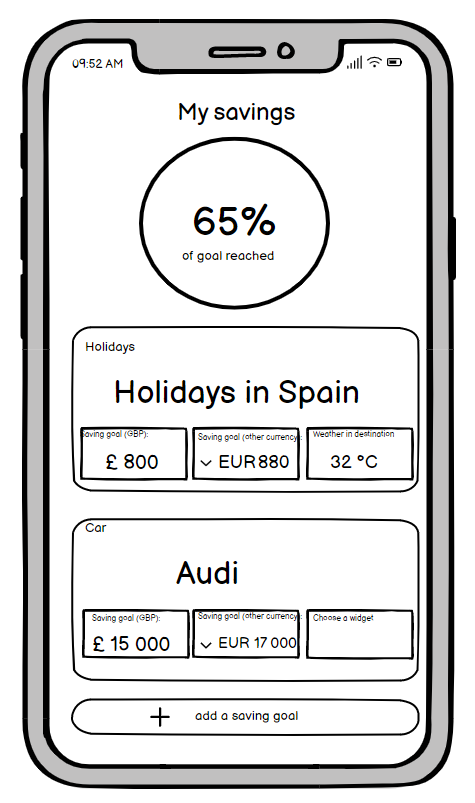 09:52 AM
My savings
65%
of goal reached
Holidays
Holidays in Spain
Saving goal (GBP):
£ 800
Saving goal (other currency):
EUR 880
Weather in destination
32 °C
Car
Audi
Saving goal (GBP):
£ 15 000
Saving goal (other currency):
EUR 17 000
Choose a widget
+ add a saving goal